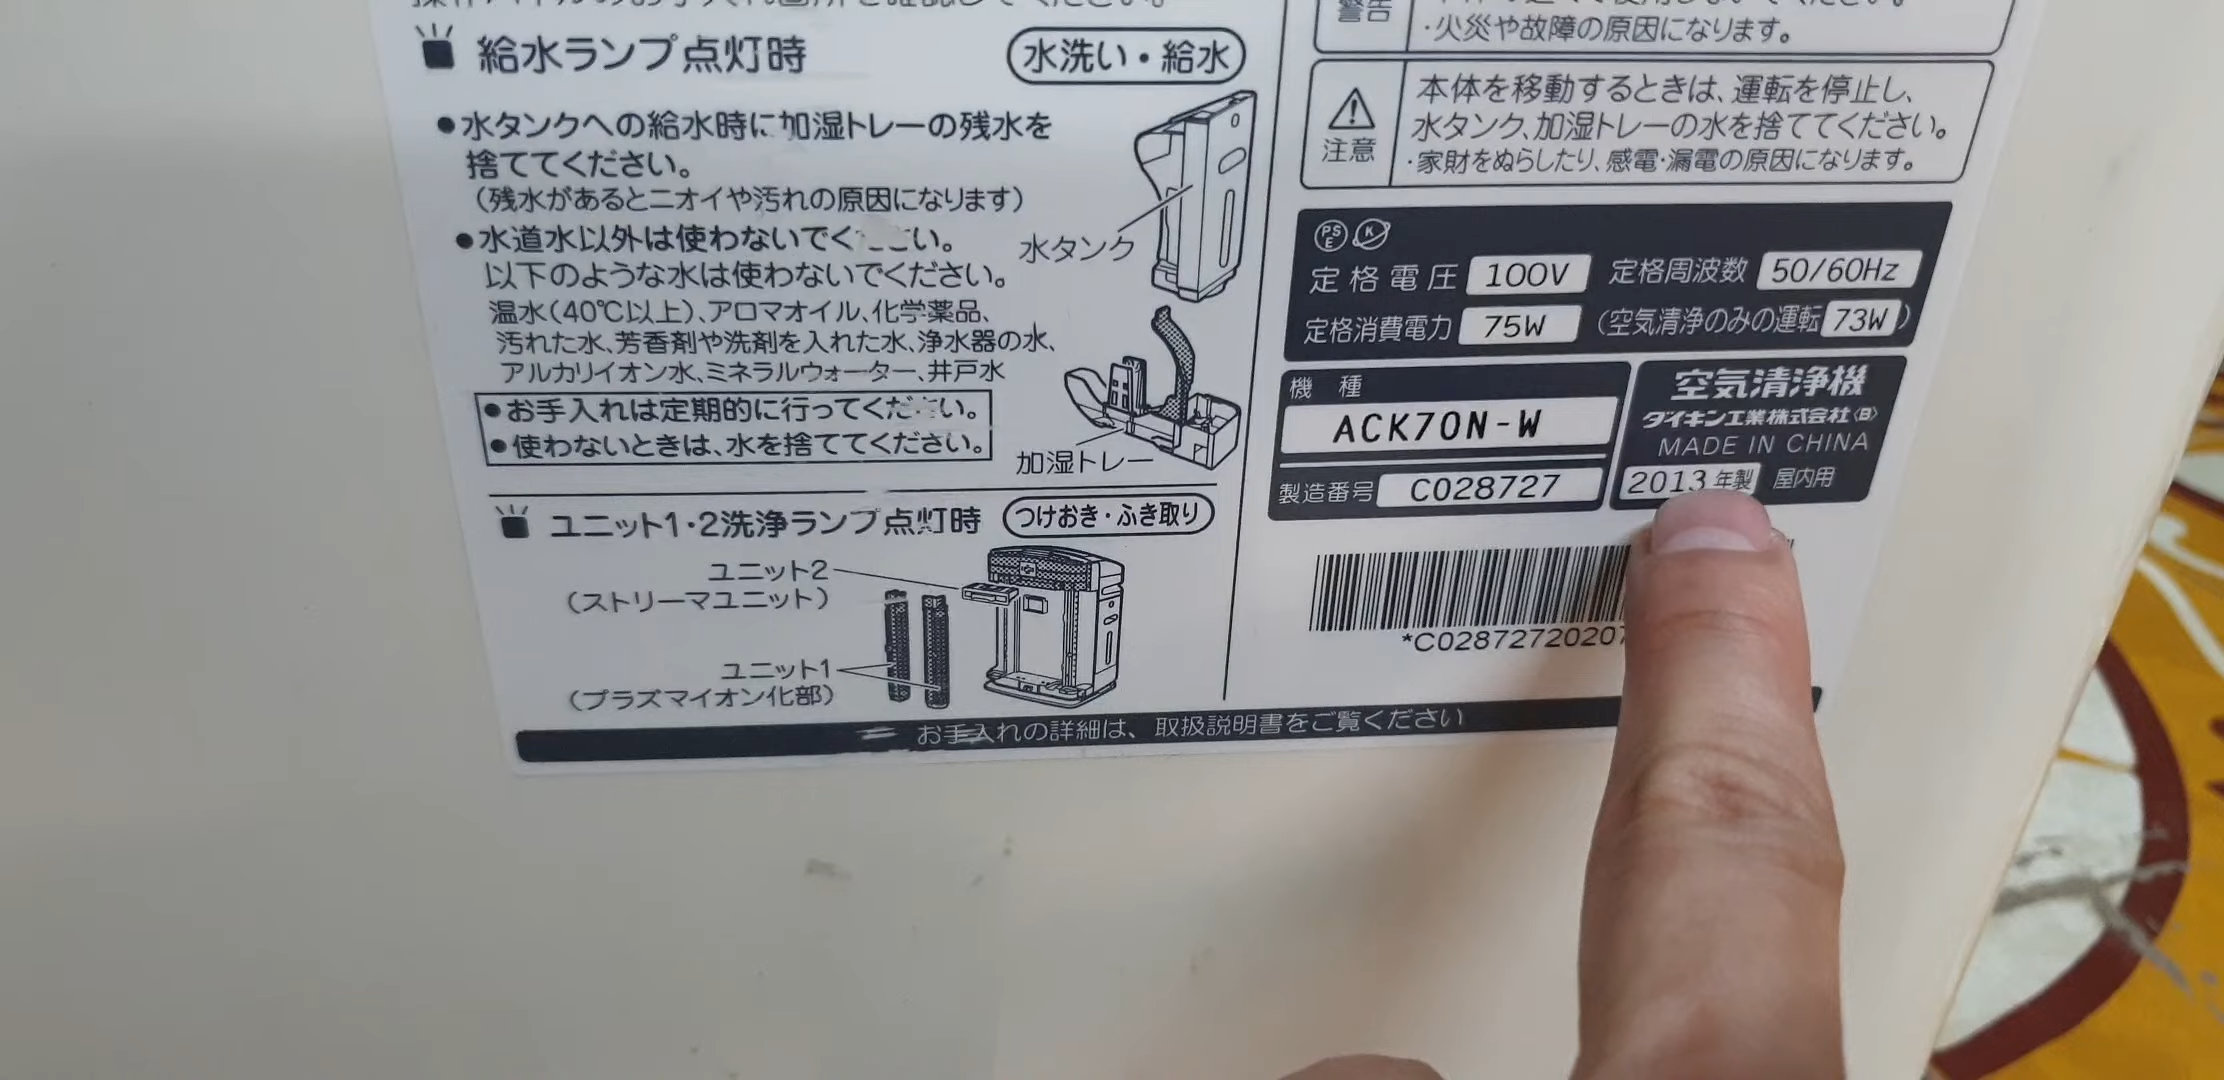 給水ランプ点灯時
水洗い・給水
●水タンクへの給水時に加湿トレーの残水を
捨ててください。
（残水があるとニオイや汚れの原因になります）
●水道水以外は使わないでください。
以下のような水は使わないでください。
温水(40℃以上)、アロマオイル、化学薬品、
汚れた水、芳香剤や洗剤を入れた水、浄水器の水、
アルカリイオン水、ミネラルウォーター、井戸水
水タンク
●お手入れは定期的に行ってください。
●使わないときは、水を捨ててください。
加湿トレー
ユニット1・2洗浄ランプ点灯時
つけおき・ふき取り
ユニット2
（ストリーマユニット）
ユニット1
（プラズマイオン化部）
警告
・火災や故障の原因になります。
注意
本体を移動するときは、運転を停止し、
水タンク、加湿トレーの水を捨ててください。
・家財をぬらしたり、感電・漏電の原因になります。
PS E K
定格電圧 100V 定格周波数 50/60Hz
定格消費電力 75W （空気清浄のみの運転 73W）
機種
ACK70N-W
製造番号 C028727
空気清浄機
ダイキン工業株式会社〈B〉
MADE IN CHINA
2013年製 屋内用
*C0287272020
お手入れの詳細は、取扱説明書をご覧ください